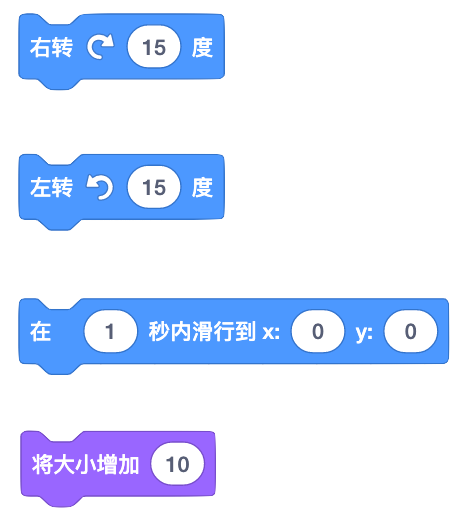 右转 15 度
左转 15 度
在 1 秒内滑行到 x: 0 y: 0
将大小增加 10